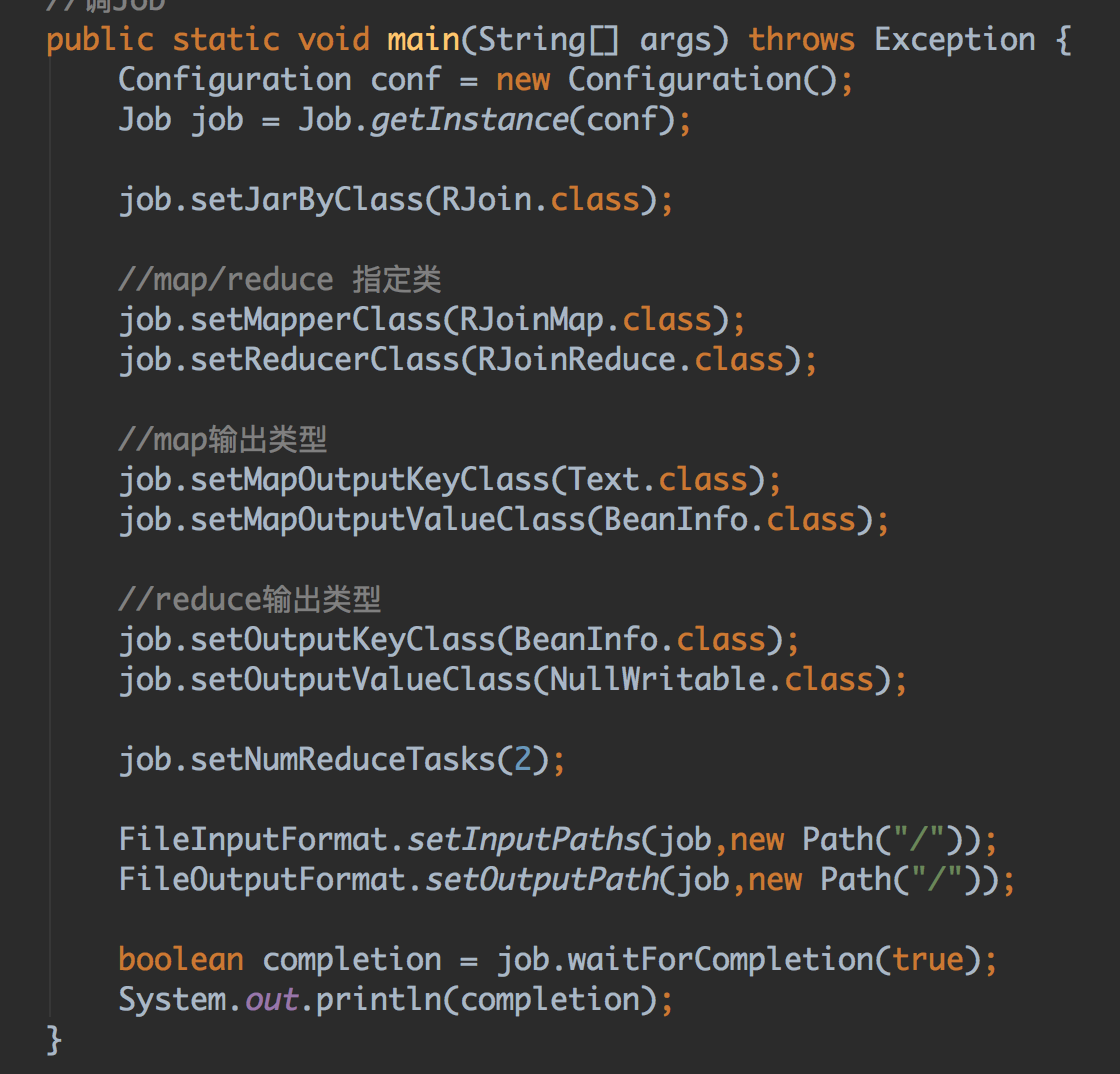 //调Job
public static void main(String[] args) throws Exception {
Configuration conf = new Configuration();
Job job = Job.getInstance(conf);
job.setJarByClass(RJoin.class);
//map/reduce 指定类
job.setMapperClass(RJoinMap.class);
job.setReducerClass(RJoinReduce.class);
//map输出类型
job.setMapOutputKeyClass(Text.class);
job.setMapOutputValueClass(BeanInfo.class);
//reduce输出类型
job.setOutputKeyClass(BeanInfo.class);
job.setOutputValueClass(NullWritable.class);
job.setNumReduceTasks(2);
FileInputFormat.setInputPaths(job,new Path("/"));
FileOutputFormat.setOutputPath(job,new Path("/"));
boolean completion = job.waitForCompletion(true);
System.out.println(completion);
}